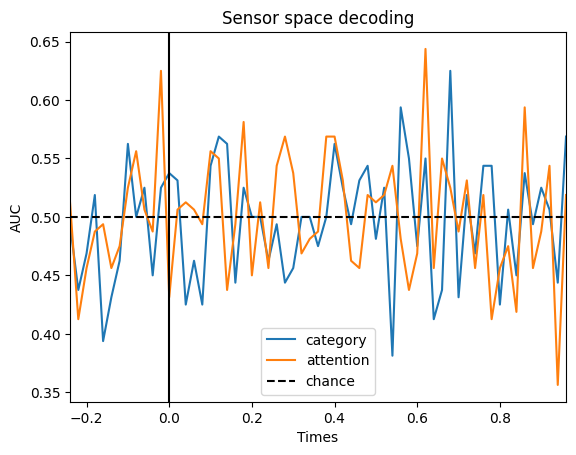 Sensor space decoding
AUC
0.65
0.60
0.55
0.50
0.45
0.40
0.35
category
attention
chance
−0.2 0.0 0.2 0.4 0.6 0.8
Times